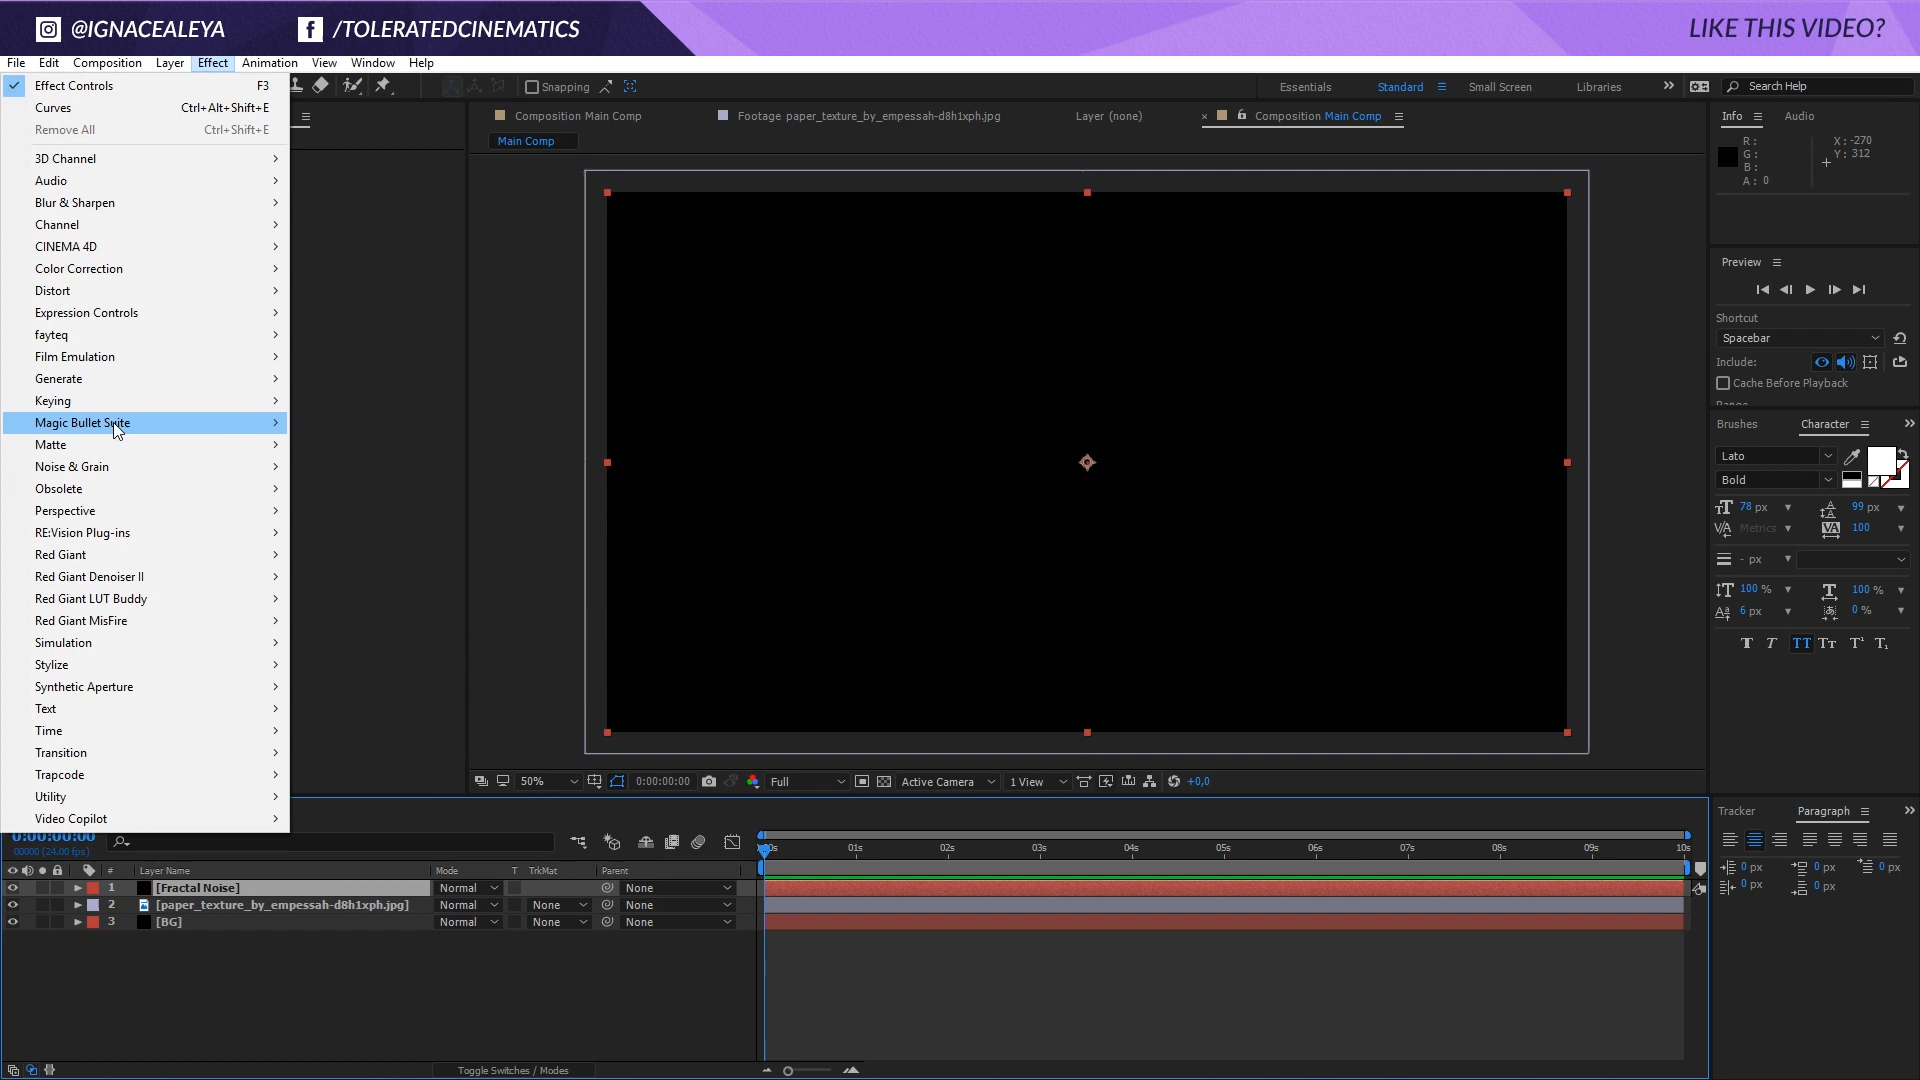 @IGNACEALEYA /TOLERATEDCINEMATICS LIKE THIS VIDEO?
File Edit Composition Layer Effect Animation View Window Help
Effect Controls F3
Curves Ctrl+Alt+Shift+E
Remove All Ctrl+Shift+E
3D Channel
Audio
Blur & Sharpen
Channel
CINEMA 4D
Color Correction
Distort
Expression Controls
fayteq
Film Emulation
Generate
Keying
Magic Bullet Suite
Matte
Noise & Grain
Obsolete
Perspective
RE:Vision Plug-ins
Red Giant
Red Giant Denoiser II
Red Giant LUT Buddy
Red Giant MisFire
Simulation
Stylize
Synthetic Aperture
Text
Time
Transition
Trapcode
Utility
Video Copilot
Snapping Essentials Standard Small Screen Libraries Search Help
Composition Main Comp Footage paper_texture_by_empessah-d8h1xph.jpg Layer (none) Composition Main Comp
Main Comp
50% 0:00:00:00 Full Active Camera 1 View +0,0
Info Audio
R: X: -270
G: Y: 312
B:
A: 0
Preview
Shortcut
Spacebar
Include:
Cache Before Playback
Brushes Character
Lato
Bold
78 px 99 px
Metrics 100
- px
100 % 100 %
6 px 0 %
Tracker Paragraph
0 px 0 px 0 px
0 px 0 px
0:00:00:00
00000 (24.00 fps)
# Layer Name Mode T TrkMat Parent
01s 02s 03s 04s 05s 06s 07s 08s 09s 10s
1 [Fractal Noise] Normal None
2 [paper_texture_by_empessah-d8h1xph.jpg] Normal None None
3 [BG] Normal None None
Toggle Switches / Modes